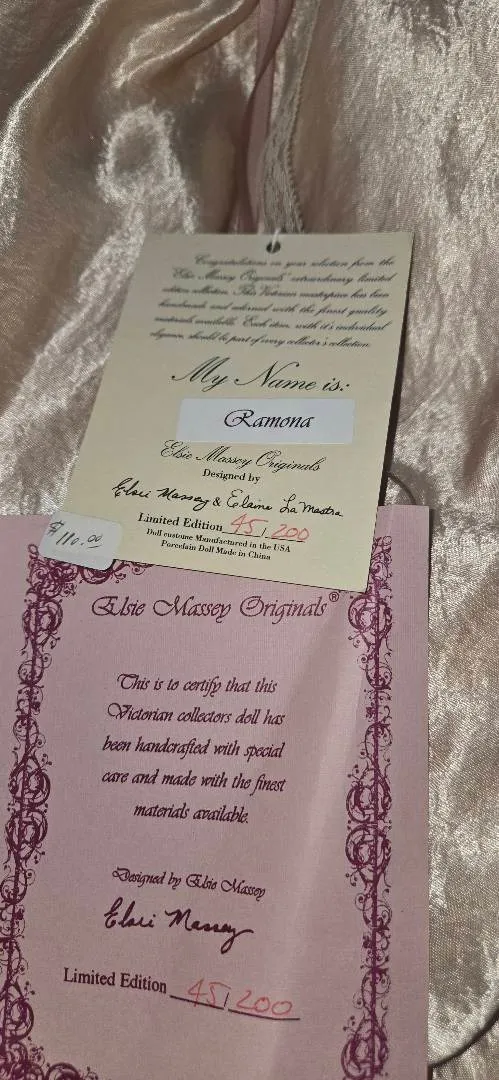 Congratulations on your selection from the
"Elsie Massey Originals" extraordinary limited
edition collection. This Victorian masterpiece has been
handmade and adorned with the finest quality
materials available. Each item, with it's individual
elegance, should be part of every collector's collection.
My Name is:
Ramona
Elsie Massey Originals
Designed by
Elsie Massey & Elaine La Mastra
Limited Edition 45/200
Doll costume Manufactured in the USA
Porcelain Doll Made in China
$110.00
Elsie Massey Originals®
This is to certify that this
Victorian collectors doll has
been handcrafted with special
care and made with the finest
materials available.
Designed by Elsie Massey
Elsie Massey
Limited Edition 45/200